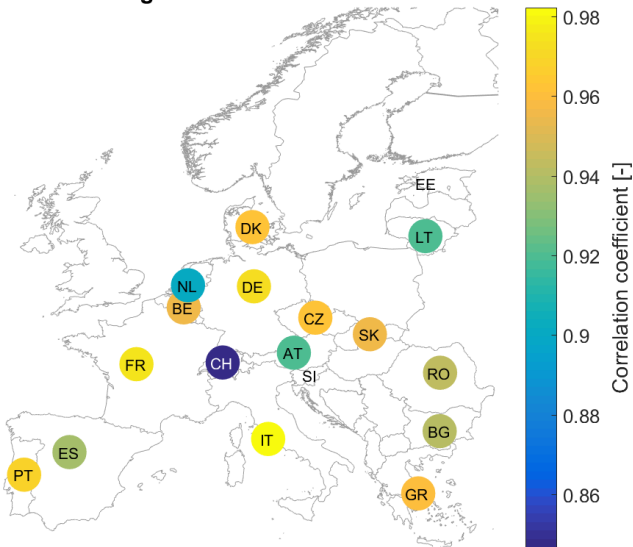 0.98
0.96
0.94
0.92
0.9
0.88
0.86
Correlation coefficient [-]
EE
LT
DK
NL
DE
BE
CZ
SK
AT
CH
FR
SI
RO
BG
IT
ES
PT
GR